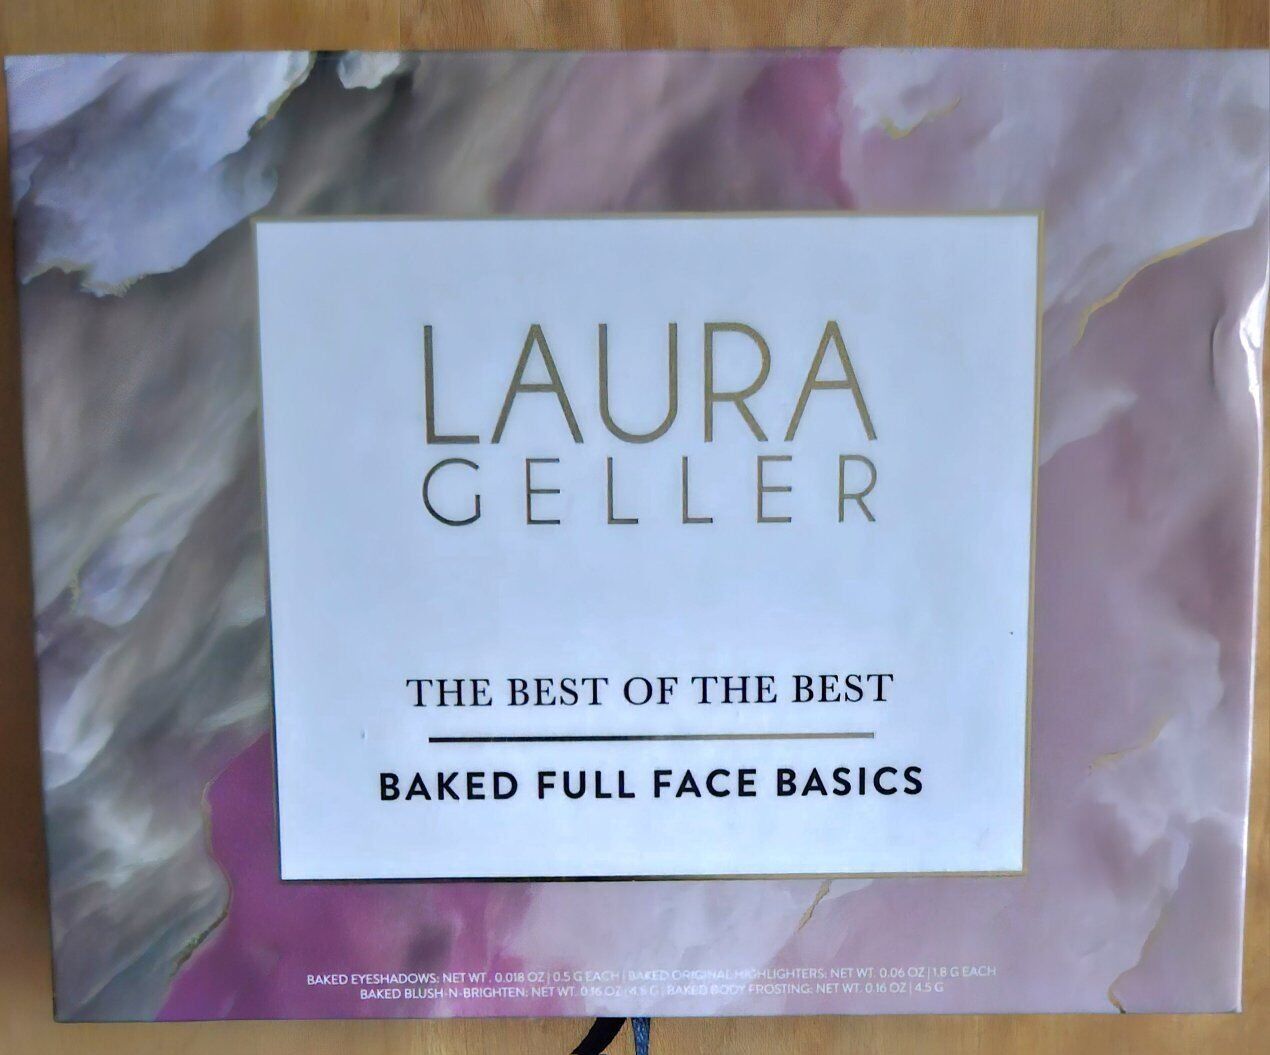 LAURA
GELLER
THE BEST OF THE BEST
BAKED FULL FACE BASICS
BAKED EYESHADOWS: NET WT. 0.018 OZ | 0.5 G EACH | BAKED ORIGINAL HIGHLIGHTERS: NET WT. 0.06 OZ | 1.8 G EACH
BAKED BLUSH-N-BRIGHTEN: NET WT. 0.16 OZ | 4.5 G | BAKED BODY FROSTING: NET WT. 0.16 OZ | 4.5 G